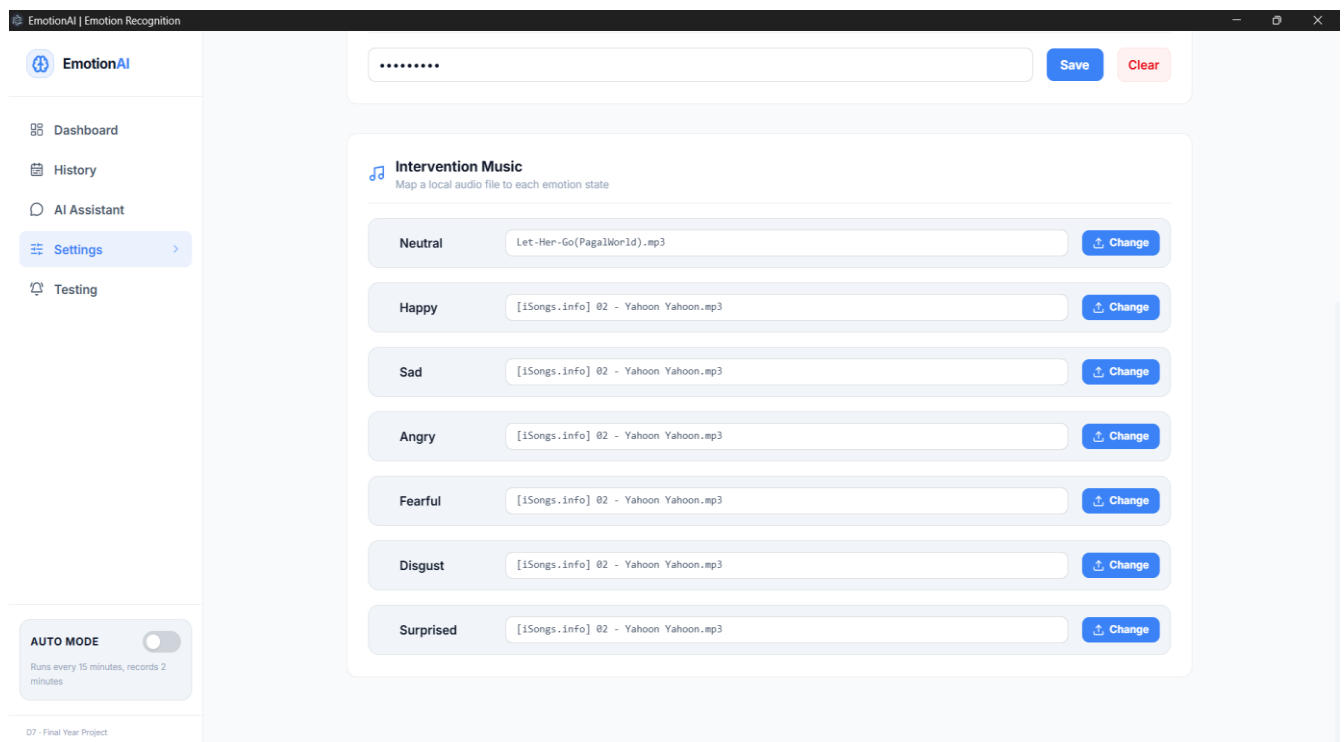 EmotionAI | Emotion Recognition
EmotionAI
Dashboard
History
AI Assistant
Settings
Testing
AUTO MODE
Runs every 15 minutes, records 2
minutes
D7 - Final Year Project
•••••••••
Save
Clear
Intervention Music
Map a local audio file to each emotion state
Neutral
Let-Her-Go(PagalWorld).mp3
Change
Happy
[iSongs.info] 02 - Yahoon Yahoon.mp3
Change
Sad
[iSongs.info] 02 - Yahoon Yahoon.mp3
Change
Angry
[iSongs.info] 02 - Yahoon Yahoon.mp3
Change
Fearful
[iSongs.info] 02 - Yahoon Yahoon.mp3
Change
Disgust
[iSongs.info] 02 - Yahoon Yahoon.mp3
Change
Surprised
[iSongs.info] 02 - Yahoon Yahoon.mp3
Change